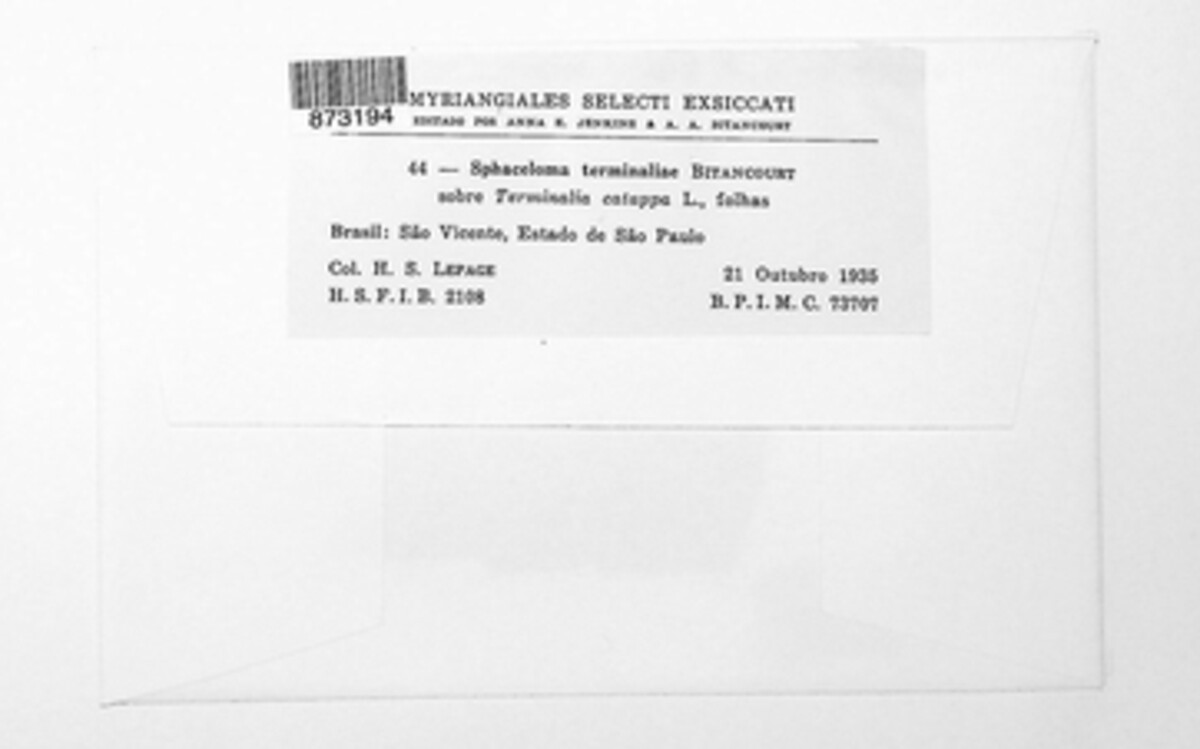 MYRIANGIALES SELECTI EXSICCATI
873194
EDITADO POR ANNA E. JENKINS & A. A. BITANCOURT
44 — Sphaceloma terminaliae BITANCOURT
sobre Terminalia catappa L., folhas
Brasil: São Vicente, Estado de São Paulo
Col. H. S. LEPAGE 21 Outubro 1935
H. S. F. I. B. 2108 B. P. I. M. C. 73707